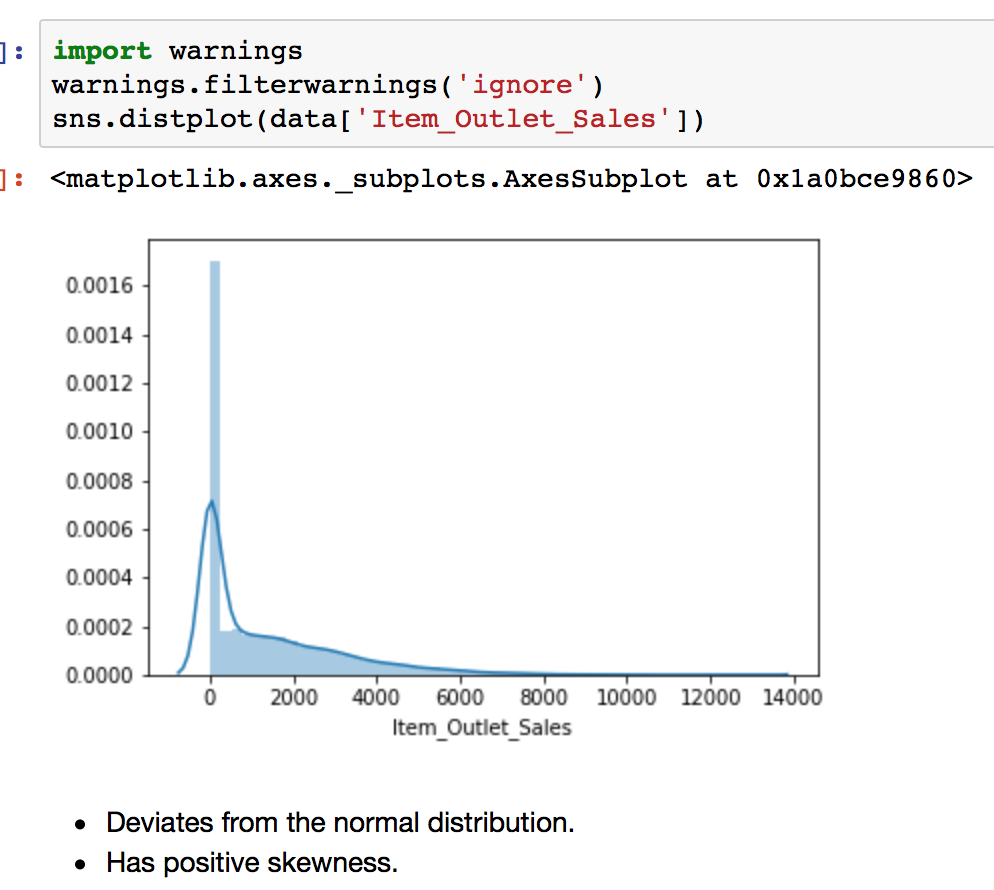 ]:
import warnings
warnings.filterwarnings('ignore')
sns.distplot(data['Item_Outlet_Sales'])
]: <matplotlib.axes._subplots.AxesSubplot at 0x1a0bce9860>
0.0016
0.0014
0.0012
0.0010
0.0008
0.0006
0.0004
0.0002
0.0000
0 2000 4000 6000 8000 10000 12000 14000
Item_Outlet_Sales
• Deviates from the normal distribution.
• Has positive skewness.